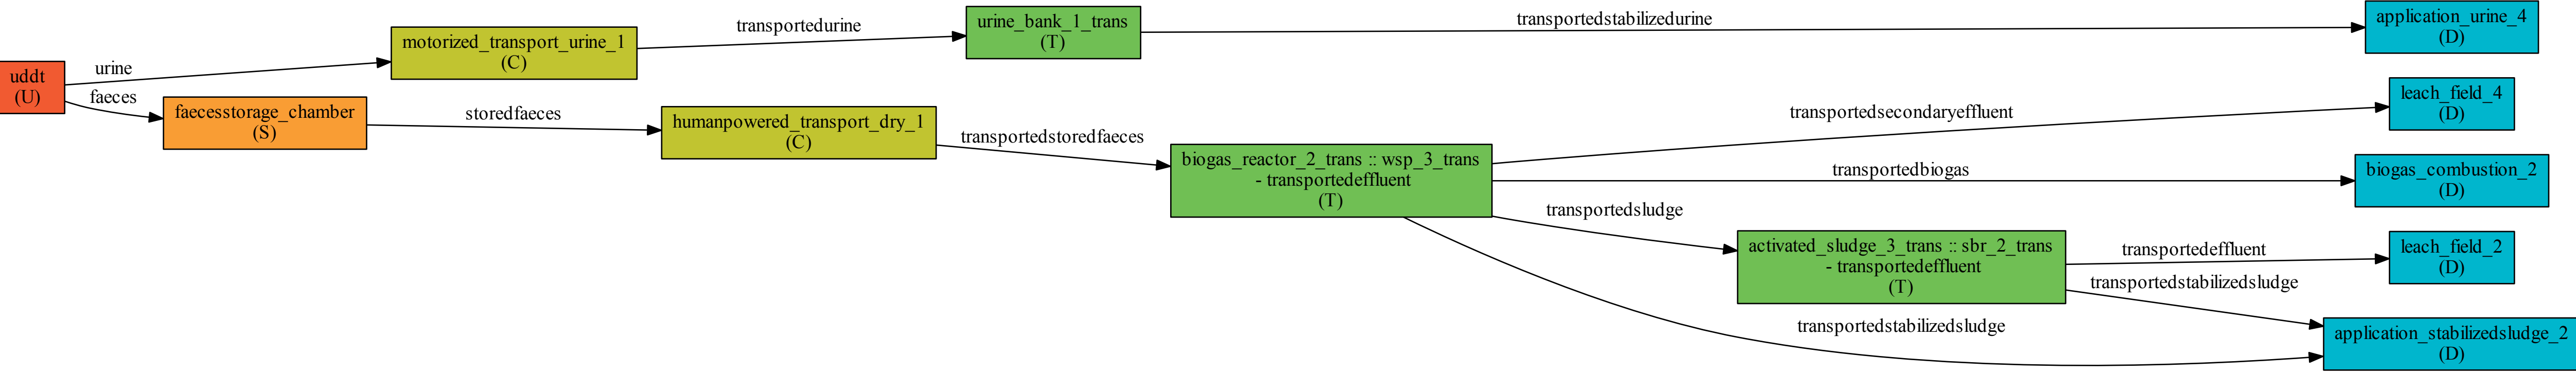 uddt
(U)
urine
faeces
motorized_transport_urine_1
(C)
faecesstorage_chamber
(S)
transportedurine
storedfaeces
urine_bank_1_trans
(T)
humanpowered_transport_dry_1
(C)
transportedstoredfaeces
transportedstabilizedurine
biogas_reactor_2_trans :: wsp_3_trans
- transportedeffluent
(T)
transportedsecondaryeffluent
transportedbiogas
transportedsludge
transportedstabilizedsludge
activated_sludge_3_trans :: sbr_2_trans
- transportedeffluent
(T)
transportedeffluent
transportedstabilizedsludge
application_urine_4
(D)
leach_field_4
(D)
biogas_combustion_2
(D)
leach_field_2
(D)
application_stabilizedsludge_2
(D)